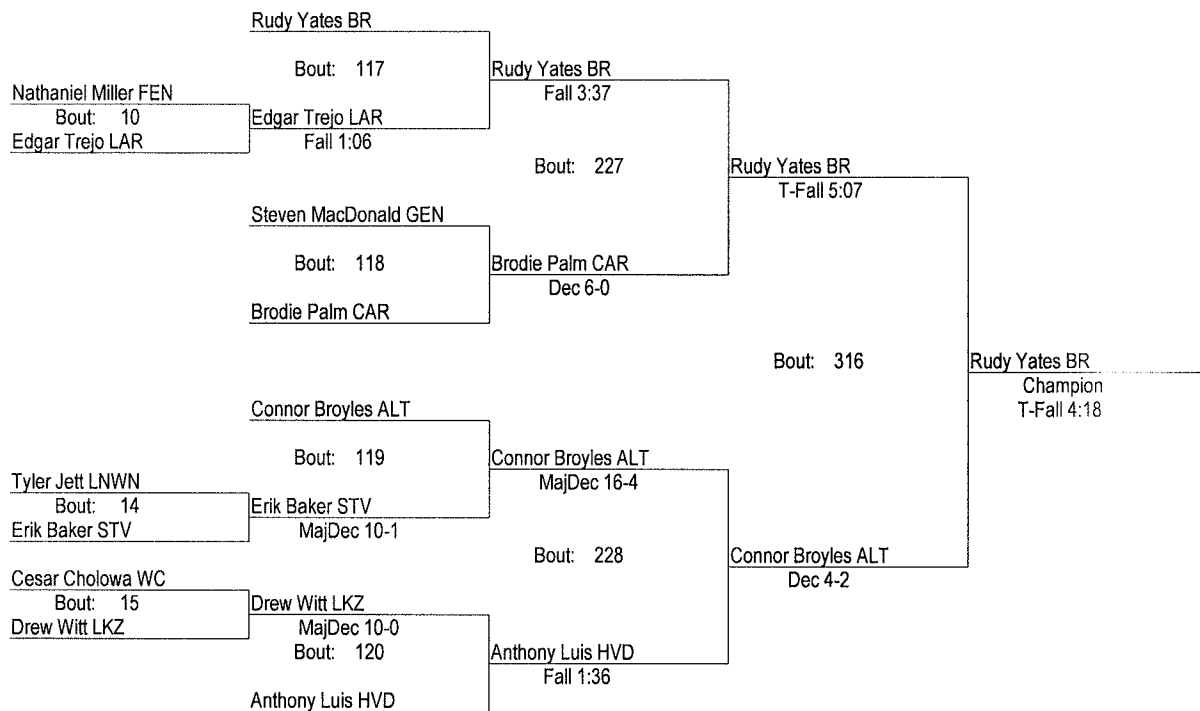 Rudy Yates BR
Bout: 117
Rudy Yates BR
Fall 3:37
Nathaniel Miller FEN
Bout: 10
Edgar Trejo LAR
Edgar Trejo LAR
Fall 1:06
Bout: 227
Rudy Yates BR
T-Fall 5:07
Steven MacDonald GEN
Bout: 118
Brodie Palm CAR
Dec 6-0
Brodie Palm CAR
Bout: 316
Rudy Yates BR
Champion
T-Fall 4:18
Connor Broyles ALT
Bout: 119
Connor Broyles ALT
MajDec 16-4
Tyler Jett LNWN
Bout: 14
Erik Baker STV
Erik Baker STV
MajDec 10-1
Bout: 228
Connor Broyles ALT
Dec 4-2
Cesar Cholowa WC
Bout: 15
Drew Witt LKZ
Drew Witt LKZ
MajDec 10-0
Bout: 120
Anthony Luis HVD
Fall 1:36
Anthony Luis HVD